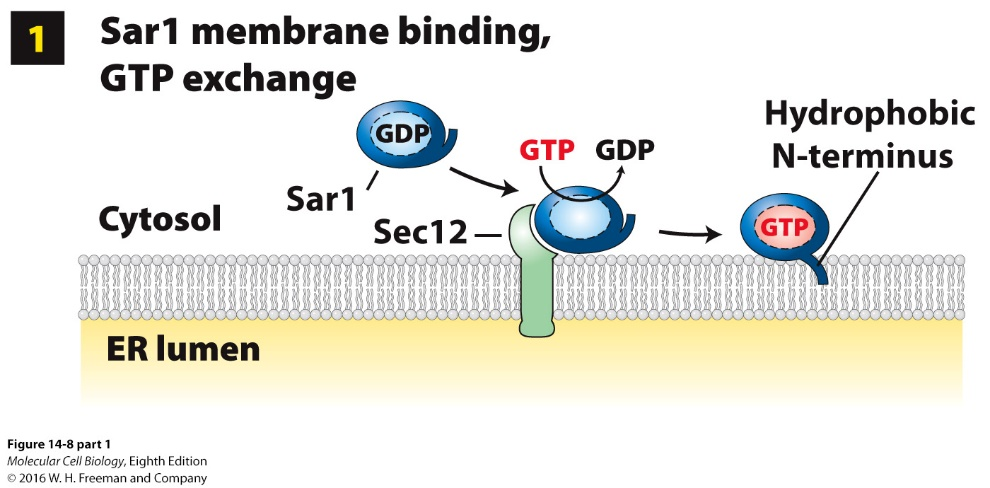 1
Sar1 membrane binding,
GTP exchange
GDP
Sar1
GTP GDP
Sec12
Hydrophobic
N-terminus
GTP
Cytosol
ER lumen
Figure 14-8 part 1
Molecular Cell Biology, Eighth Edition
© 2016 W. H. Freeman and Company